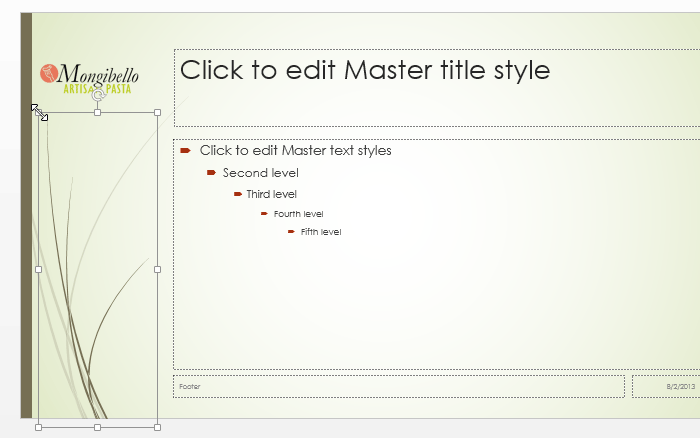 Mongibello
ARTISAN PASTA
Click to edit Master title style
Click to edit Master text styles
Second level
Third level
Fourth level
Fifth level
Footer
8/2/2013